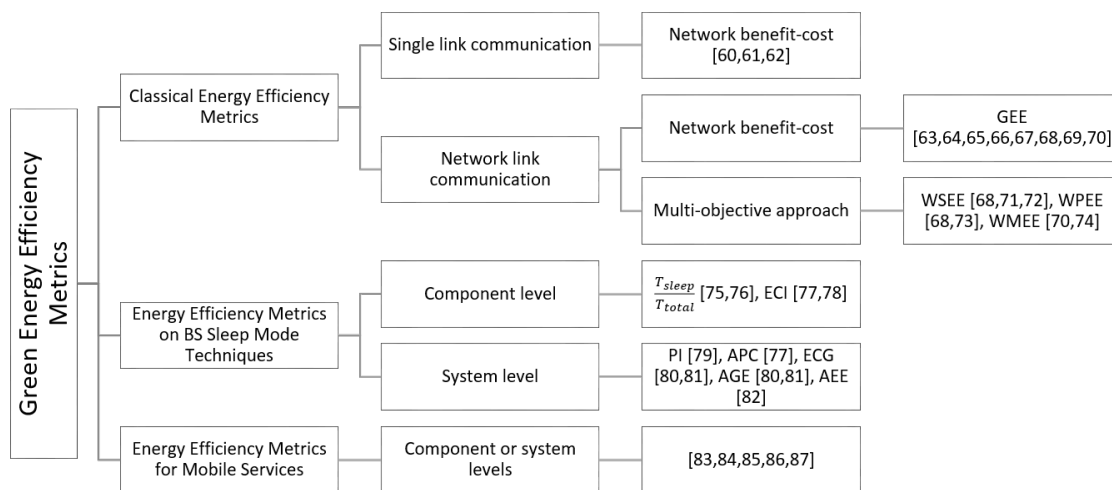 Green Energy Efficiency
Metrics
Classical Energy Efficiency
Metrics
Single link communication
Network benefit-cost
[60,61,62]
Network link
communication
Network benefit-cost
GEE
[63,64,65,66,67,68,69,70]
Multi-objective approach
WSEE [68,71,72], WPEE
[68,73], WMEE [70,74]
Energy Efficiency Metrics
on BS Sleep Mode
Techniques
Component level
T_sleep/T_total [75,76], ECI [77,78]
System level
PI [79], APC [77], ECG
[80,81], AGE [80,81], AEE
[82]
Energy Efficiency Metrics
for Mobile Services
Component or system
levels
[83,84,85,86,87]